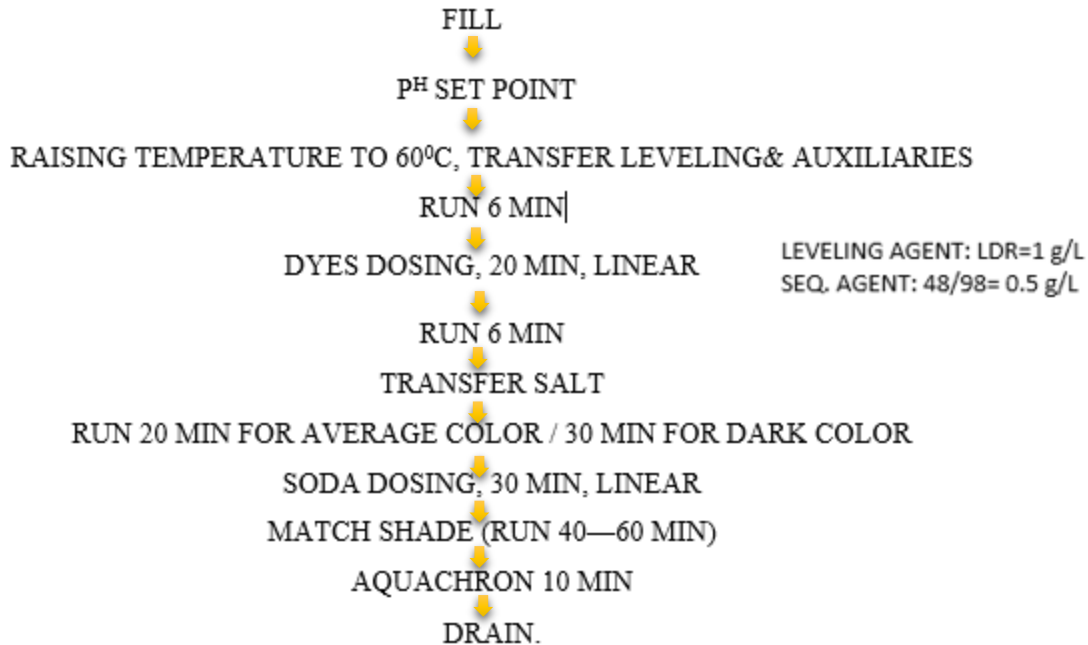 FILL
Pᴴ SET POINT
RAISING TEMPERATURE TO 60⁰C, TRANSFER LEVELING& AUXILIARIES
RUN 6 MIN
DYES DOSING, 20 MIN, LINEAR
LEVELING AGENT: LDR=1 g/L
SEQ. AGENT: 48/98= 0.5 g/L
RUN 6 MIN
TRANSFER SALT
RUN 20 MIN FOR AVERAGE COLOR / 30 MIN FOR DARK COLOR
SODA DOSING, 30 MIN, LINEAR
MATCH SHADE (RUN 40—60 MIN)
AQUACHRON 10 MIN
DRAIN.